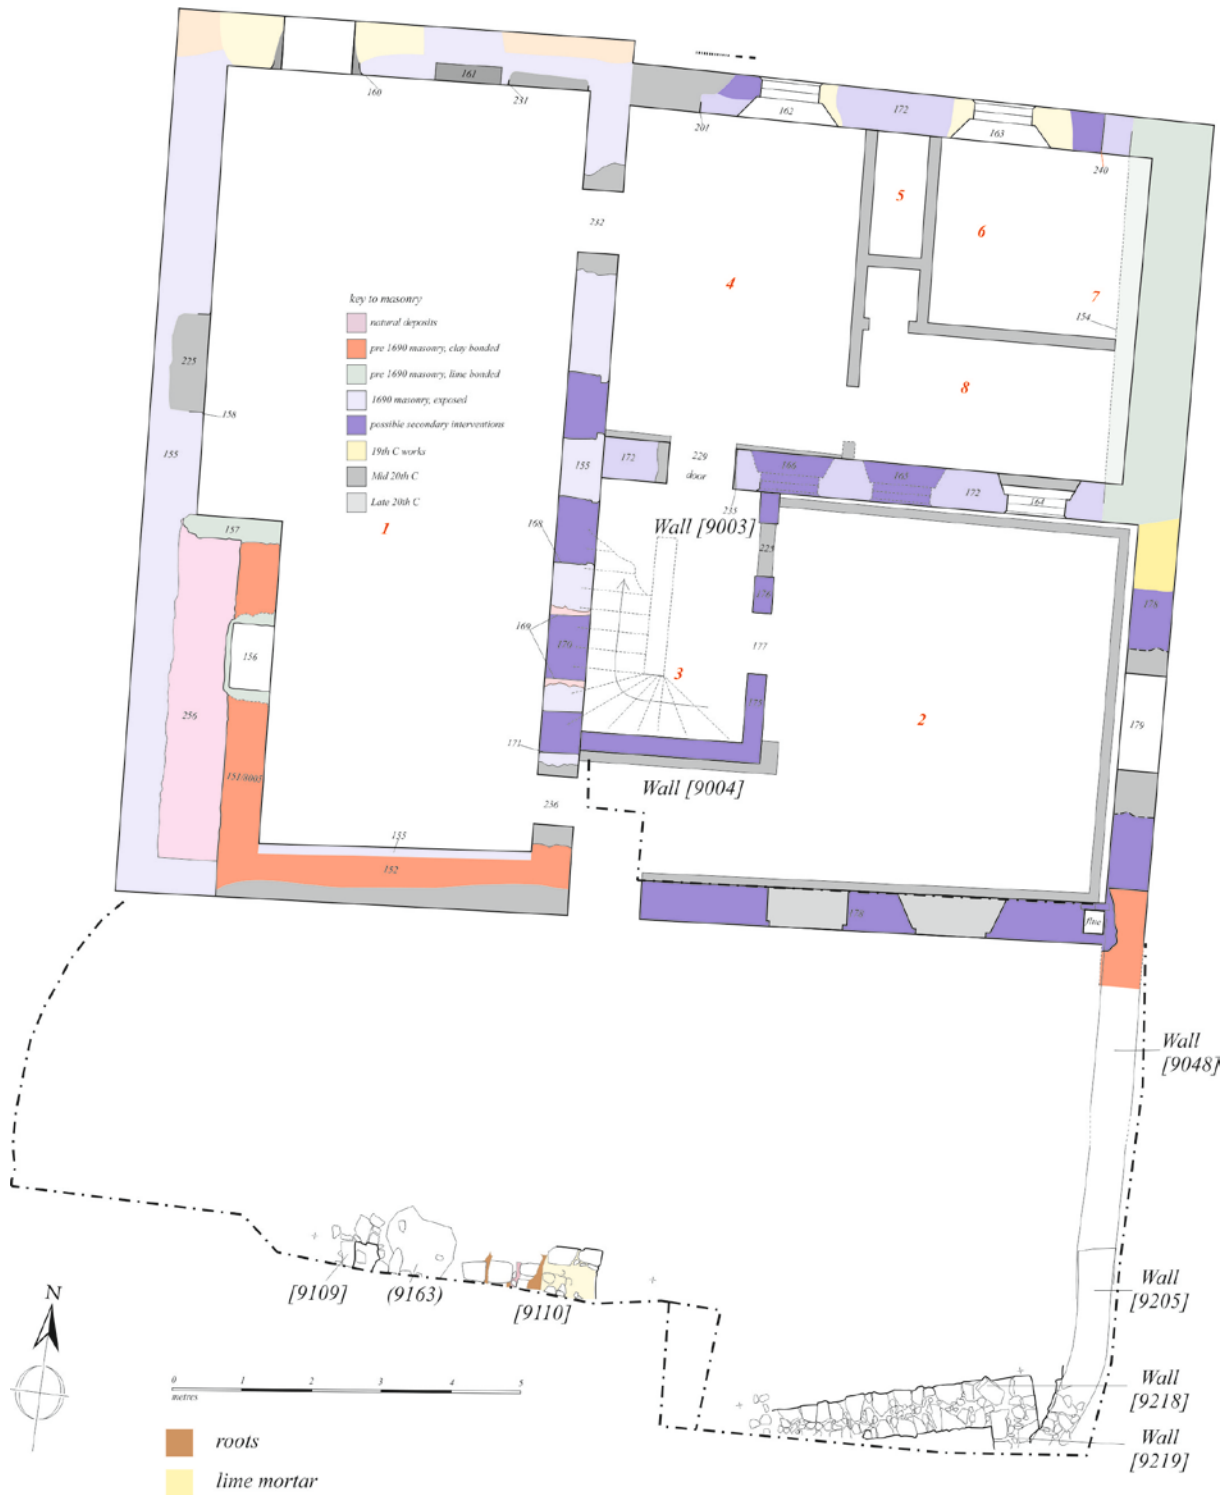 161
160
231
201
162
172
163
240
5
6
232
4
7
154
key to masonry
natural deposits
pre 1690 masonry, clay bonded
pre 1690 masonry, lime bonded
1690 masonry, exposed
possible secondary interventions
19th C works
Mid 20th C
Late 20th C
225
158
8
155
1
155
172
229
door
166
165
172
164
235
Wall [9003]
157
168
225
176
178
169
170
156
177
3
256
175
2
179
171
Wall [9004]
151/8005
236
155
152
178
flue
Wall
[9048]
[9109]
(9163)
[9110]
Wall
[9205]
N
0 1 2 3 4 5
metres
Wall
[9218]
Wall
[9219]
roots
lime mortar